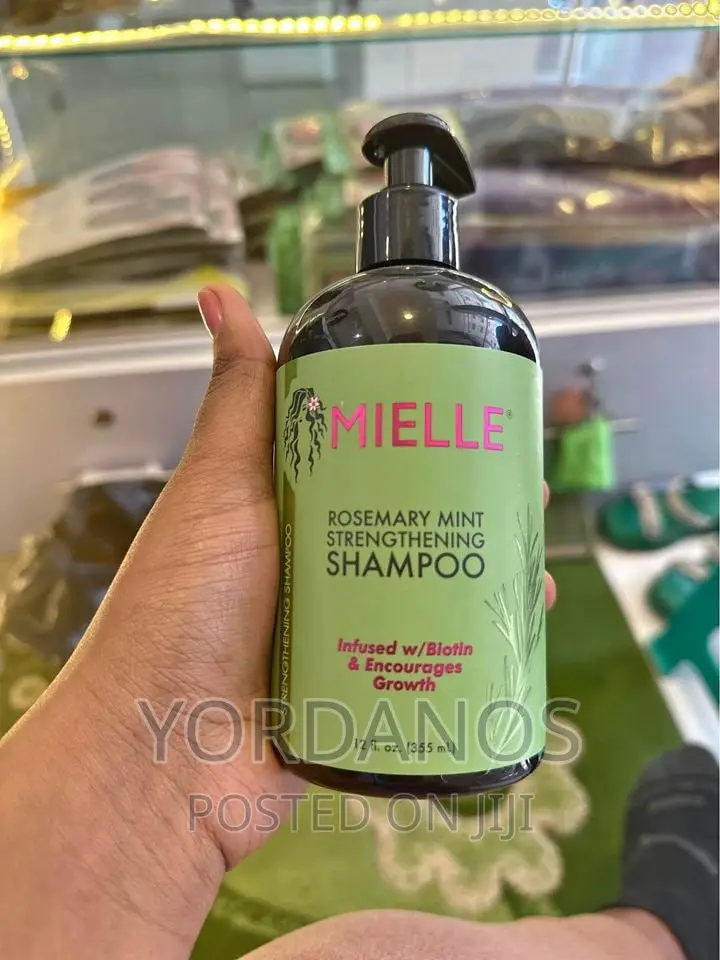 MIELLE®
ROSEMARY MINT
STRENGTHENING
SHAMPOO
Infused w/Biotin
& Encourages
Growth
12 fl. oz. (355 mL)
STRENGTHENING SHAMPOO
YORDANOS
POSTED ON JIJI